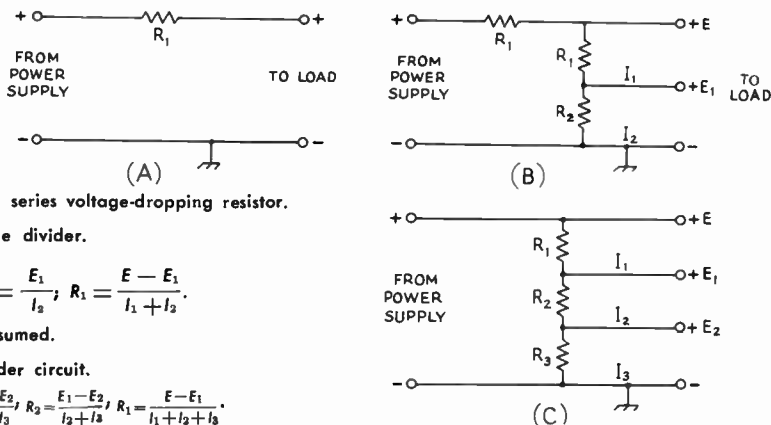 + R₁ +
FROM
POWER
SUPPLY
TO LOAD
- -
(A)
+ R₁ +E
FROM
POWER
SUPPLY
R₁
I₁ +E₁
TO
LOAD
R₂
- I₂ -
(B)
series voltage-dropping resistor.
divider.
= E₁/I₂; R₁ = (E — E₁)/(I₁ + I₂).
der circuit.
E₂/I₃, R₂ = (E₁—E₂)/(I₂+I₃), R₁ = (E—E₁)/(I₁+I₂+I₃).
+ +E
R₁
I₁ +E₁
FROM
POWER
SUPPLY
R₂
I₂ +E₂
R₃
- I₃ -
(C)